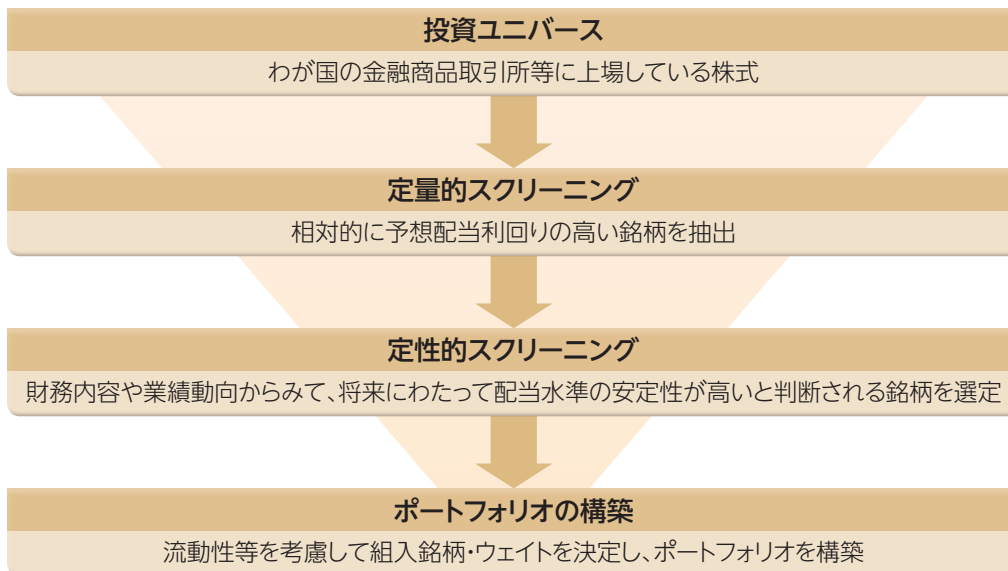 投資ユニバース
わが国の金融商品取引所等に上場している株式
定量的スクリーニング
相対的に予想配当利回りの高い銘柄を抽出
定性的スクリーニング
財務内容や業績動向からみて、将来にわたって配当水準の安定性が高いと判断される銘柄を選定
ポートフォリオの構築
流動性等を考慮して組入銘柄・ウェイトを決定し、ポートフォリオを構築